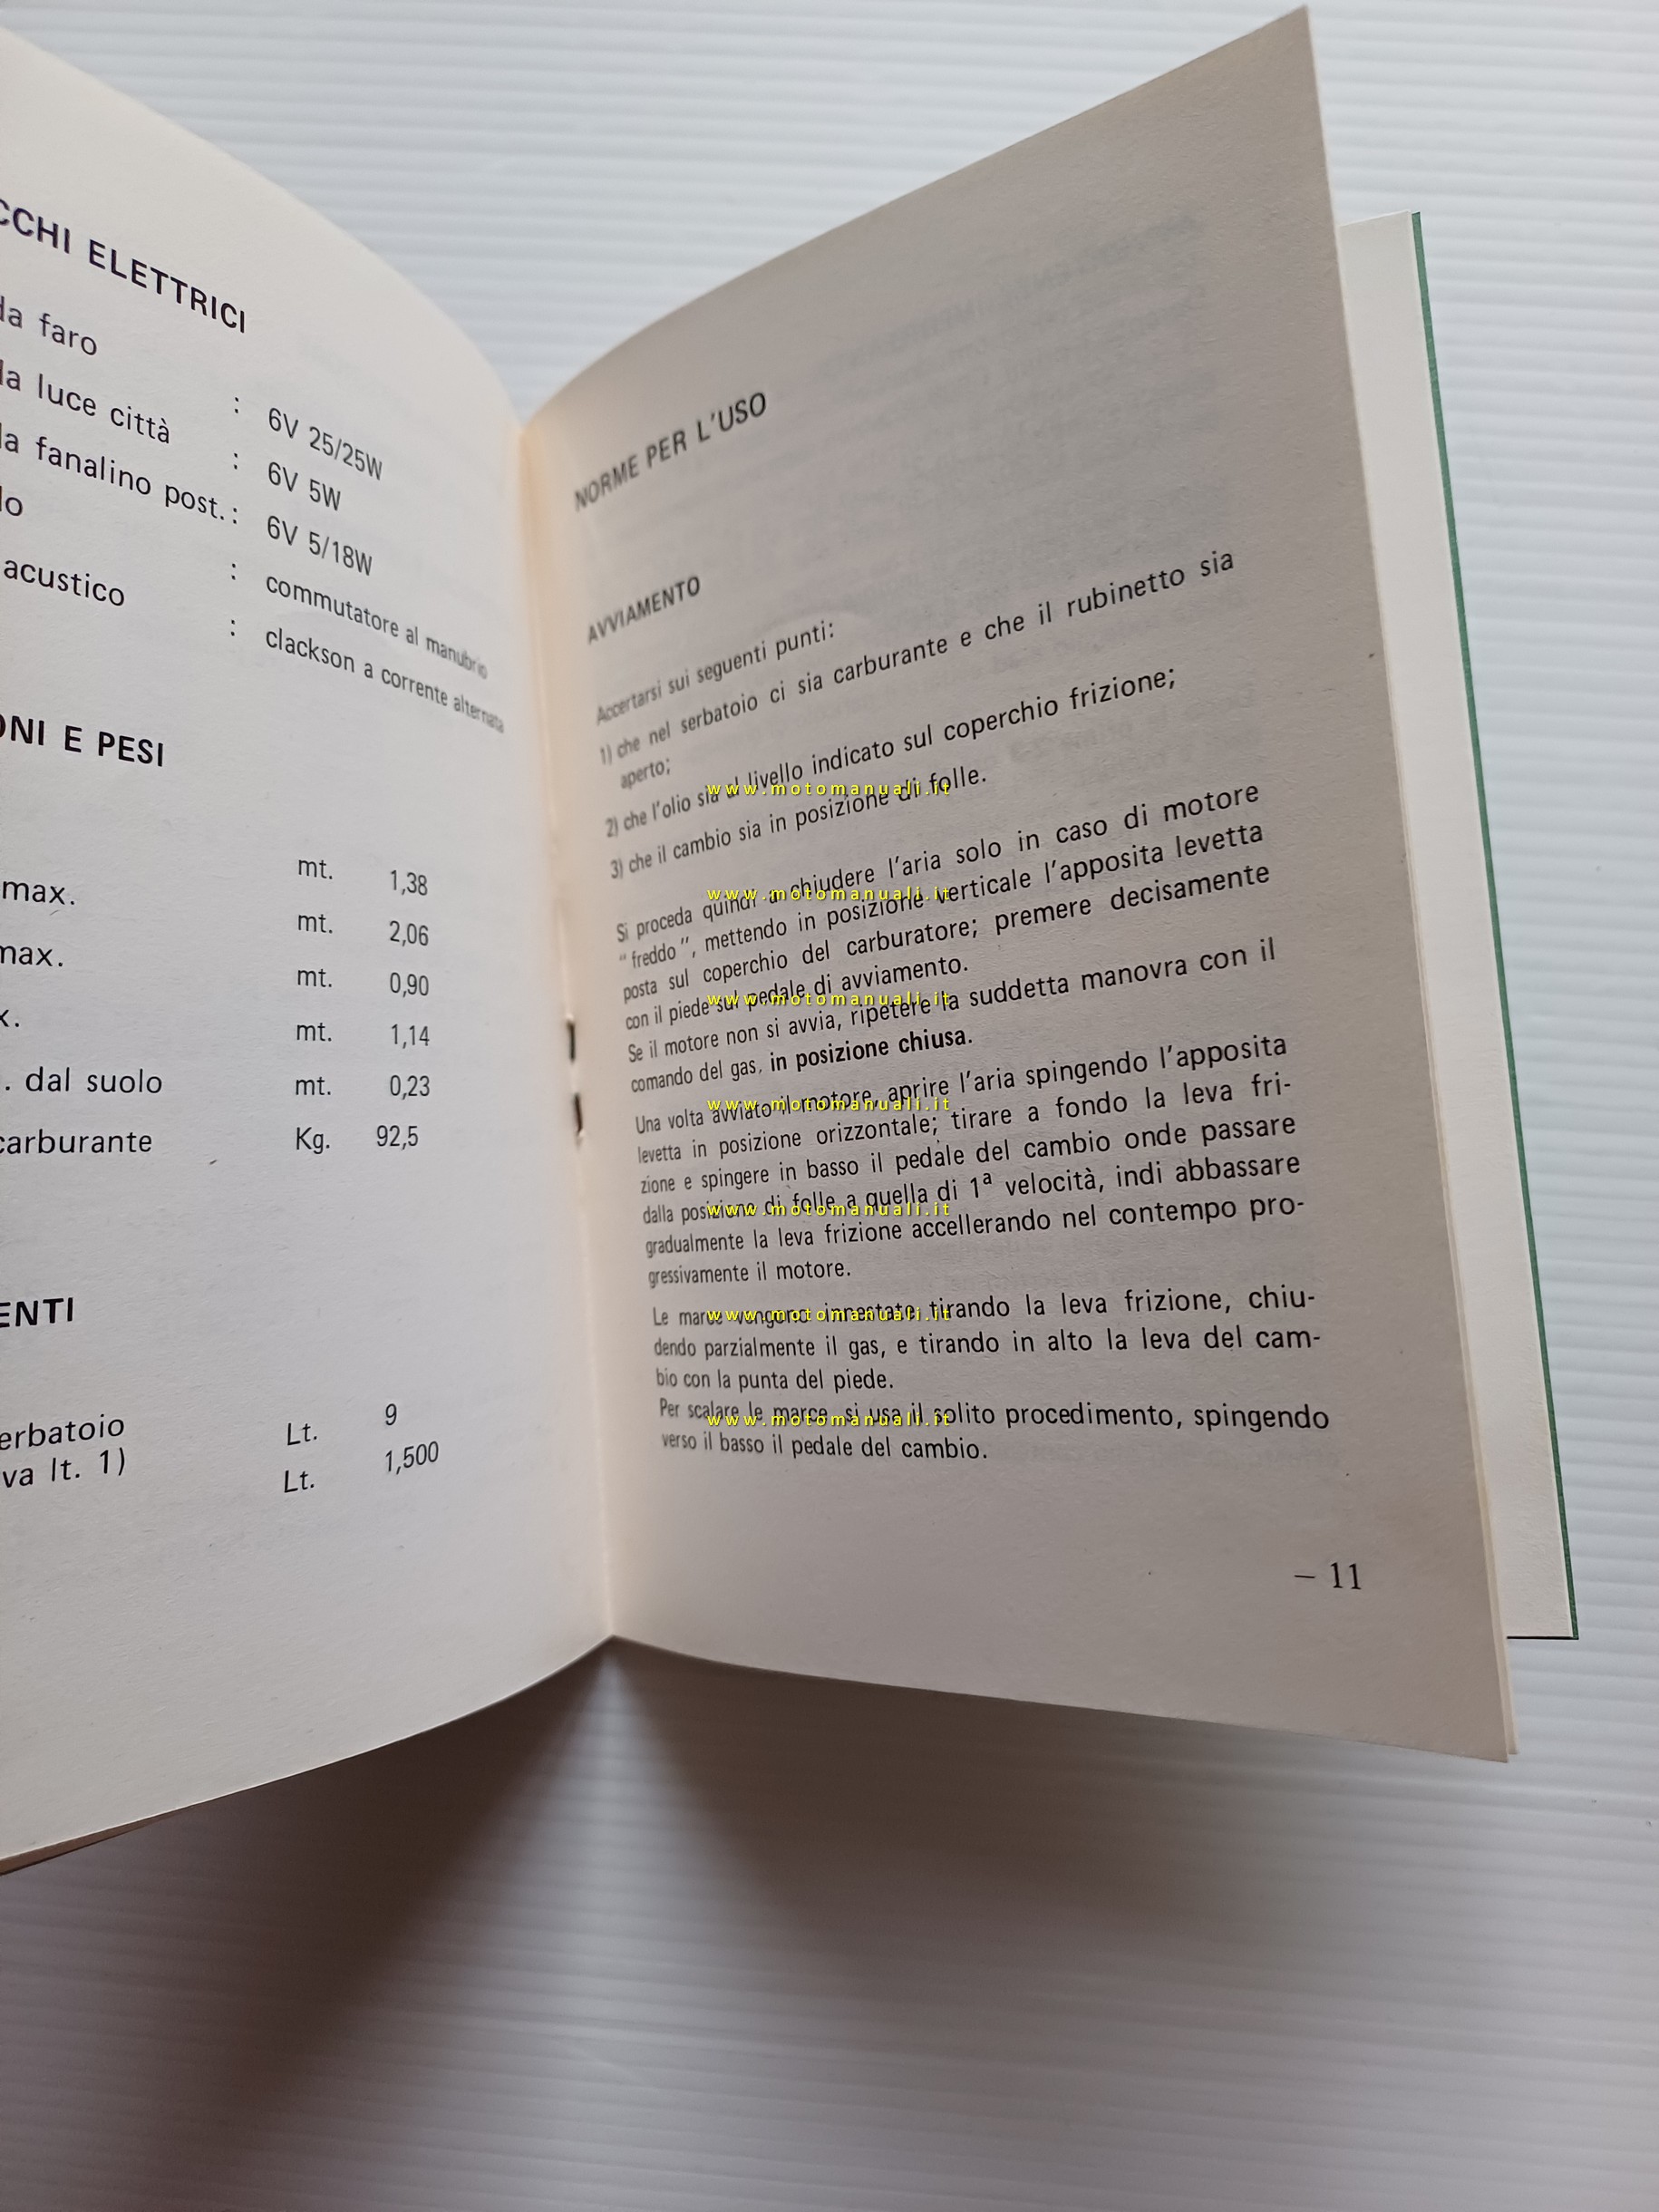 CCHI ELETTRICI
da faro
: 6V 25/25W
la luce città
: 6V 5W
la fanalino post. : 6V 5/18W
lo
: commutatore al manubrio
acustico
: clackson a corrente alternata
ONI E PESI
mt. 1,38
max. mt. 2,06
max. mt. 0,90
x. mt. 1,14
. dal suolo mt. 0,23
carburante Kg. 92,5
ENTI
erbatoio Lt. 9
va lt. 1) Lt. 1,500
NORME PER L'USO
AVVIAMENTO
Accertarsi sui seguenti punti:
1) che nel serbatoio ci sia carburante e che il rubinetto sia
aperto;
2) che l'olio sia al livello indicato sul coperchio frizione;
www.motomanuali.it
3) che il cambio sia in posizione di folle.
Si proceda quindi a chiudere l'aria solo in caso di motore
www.motomanuali.it
“freddo”, mettendo in posizione verticale l'apposita levetta
posta sul coperchio del carburatore; premere decisamente
con il piede sul pedale di avviamento.
www.motomanuali.it
Se il motore non si avvia, ripetere la suddetta manovra con il
comando del gas, in posizione chiusa.
Una volta avviato il motore, aprire l'aria spingendo l'apposita
www.motomanuali.it
levetta in posizione orizzontale; tirare a fondo la leva fri-
zione e spingere in basso il pedale del cambio onde passare
dalla posizione di folle a quella di 1ª velocità, indi abbassare
www.motomanuali.it
gradualmente la leva frizione accellerando nel contempo pro-
gressivamente il motore.
Le marce vengono innestate tirando la leva frizione, chiu-
www.motomanuali.it
dendo parzialmente il gas, e tirando in alto la leva del cam-
bio con la punta del piede.
Per scalare le marce, si usa il solito procedimento, spingendo
www.motomanuali.it
verso il basso il pedale del cambio.
– 11